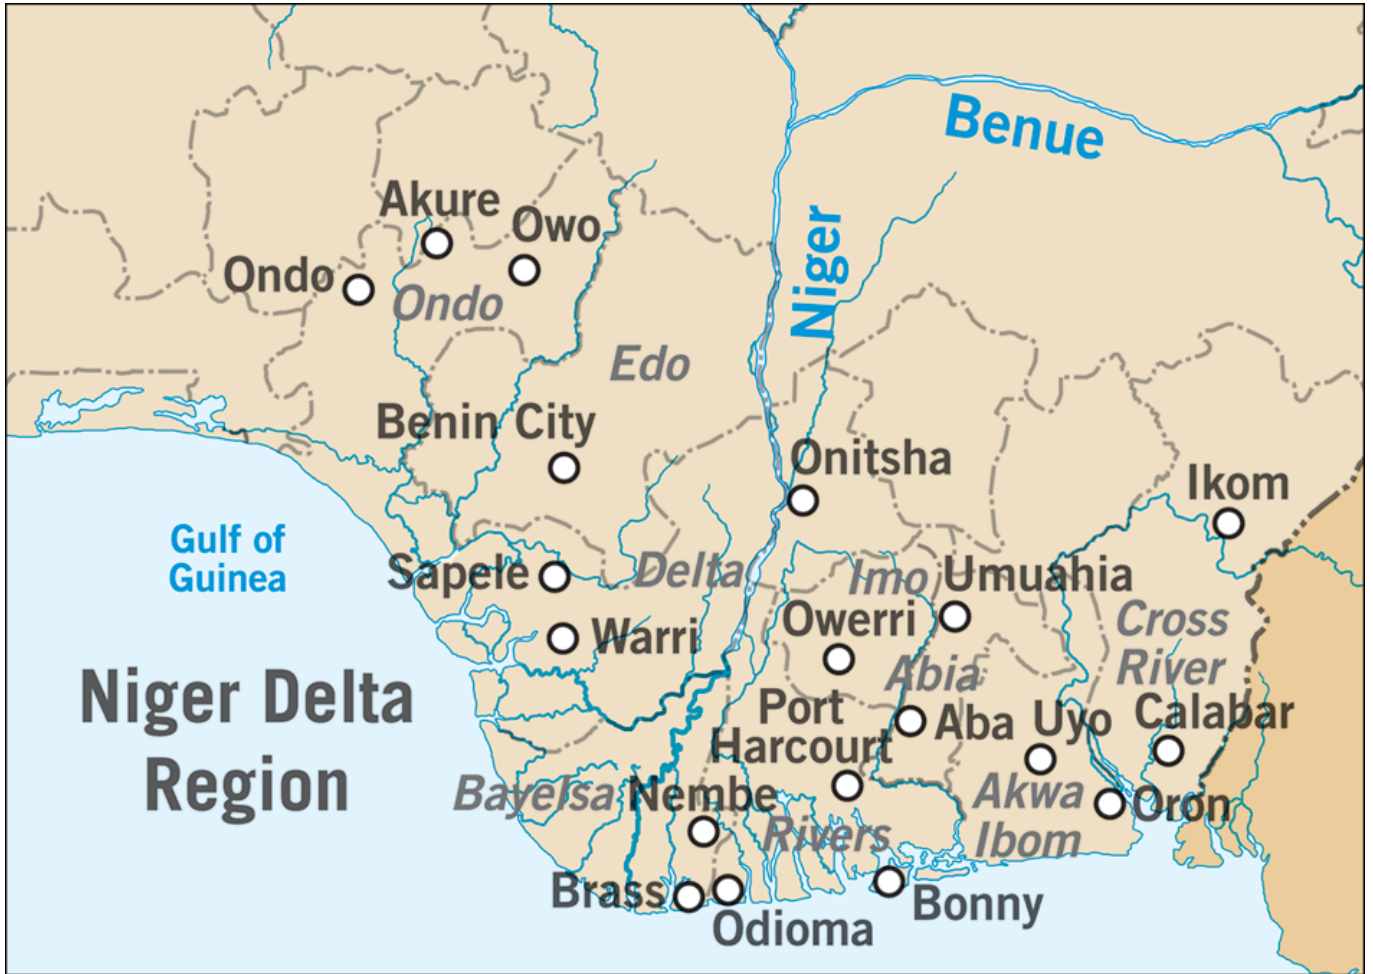 Benue
Niger
Akure
Owo
Ondo
Ondo
Edo
Benin City
Onitsha
Ikom
Gulf of
Guinea
Sapele
Delta
Imo
Umuahia
Warri
Owerri
Cross
River
Abia
Niger Delta
Region
Port
Harcourt
Aba
Uyo
Calabar
Bayelsa
Nembe
Rivers
Akwa
Ibom
Oron
Brass
Odioma
Bonny